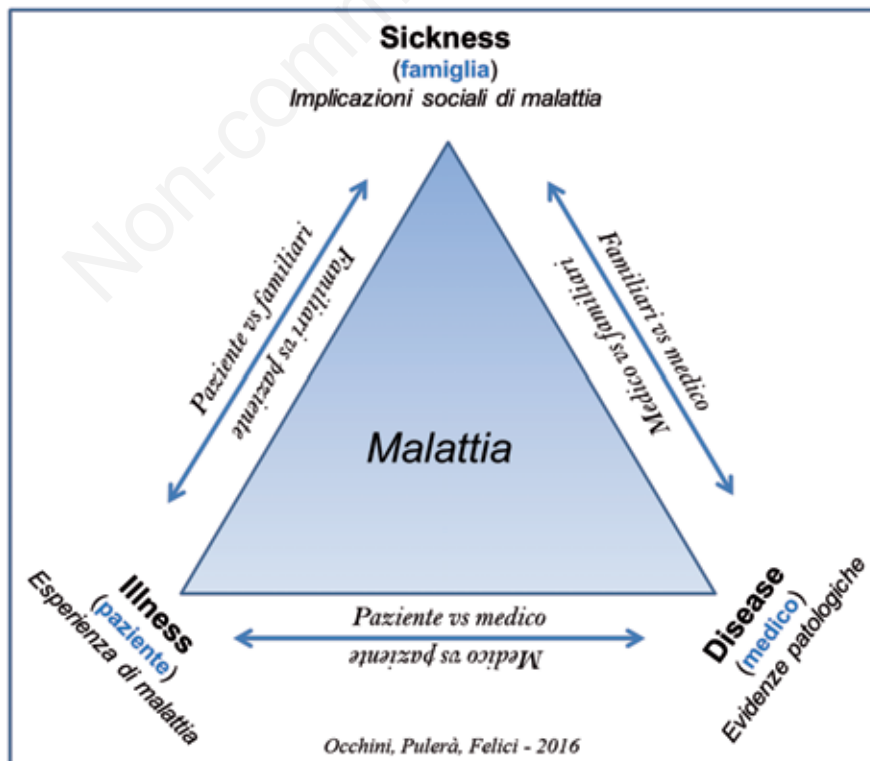 Non-comm
Sickness
(famiglia)
Implicazioni sociali di malattia
Paziente vs familiari
Familiari vs paziente
Familiari vs medico
Medico vs familiari
Malattia
Illness
(paziente)
Esperienza di malattia
Paziente vs medico
Medico vs paziente
Disease
(medico)
Evidenze patologiche
Occhini, Pulerà, Felici - 2016